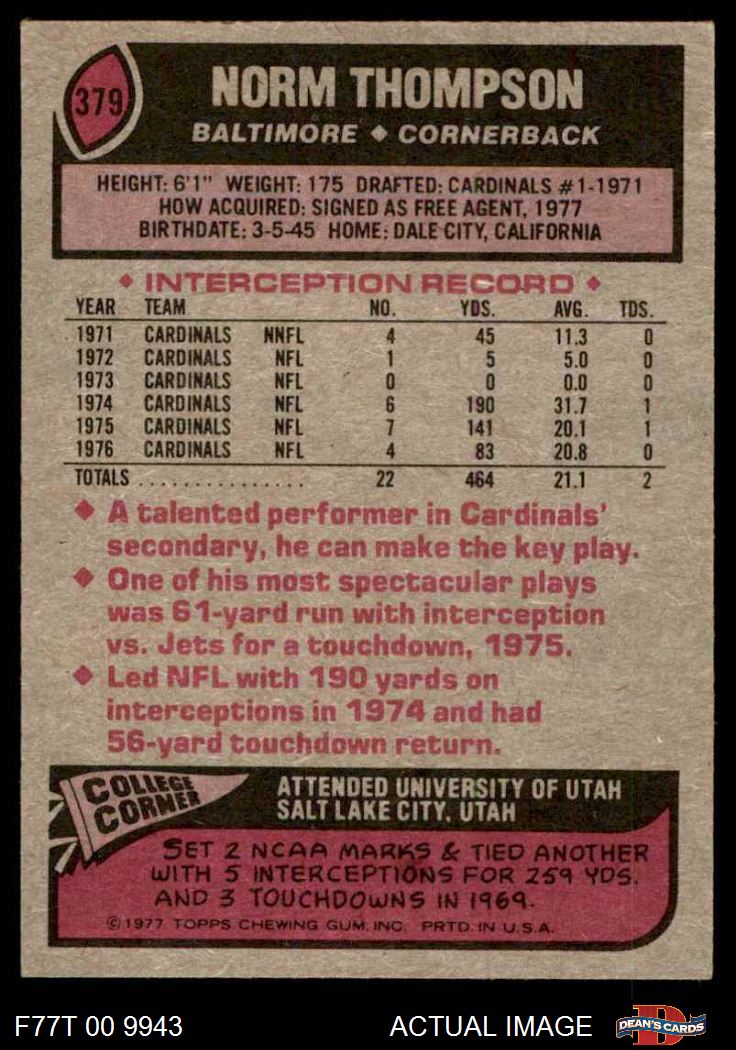 379
NORM THOMPSON
BALTIMORE ◆ CORNERBACK
HEIGHT: 6'1" WEIGHT: 175 DRAFTED: CARDINALS #1-1971
HOW ACQUIRED: SIGNED AS FREE AGENT, 1977
BIRTHDATE: 3-5-45 HOME: DALE CITY, CALIFORNIA
◆ INTERCEPTION RECORD ◆
YEAR TEAM NO. YDS. AVG. TDS.
1971 CARDINALS NNFL 4 45 11.3 0
1972 CARDINALS NFL 1 5 5.0 0
1973 CARDINALS NFL 0 0 0.0 0
1974 CARDINALS NFL 6 190 31.7 1
1975 CARDINALS NFL 7 141 20.1 1
1976 CARDINALS NFL 4 83 20.8 0
TOTALS . . . . . . . . . . . . . . . 22 464 21.1 2
◆ A talented performer in Cardinals'
secondary, he can make the key play.
◆ One of his most spectacular plays
was 61-yard run with interception
vs. Jets for a touchdown, 1975.
◆ Led NFL with 190 yards on
interceptions in 1974 and had
56-yard touchdown return.
COLLEGE
CORNER
ATTENDED UNIVERSITY OF UTAH
SALT LAKE CITY, UTAH
SET 2 NCAA MARKS & TIED ANOTHER
WITH 5 INTERCEPTIONS FOR 259 YDS.
AND 3 TOUCHDOWNS IN 1969.
© 1977 TOPPS CHEWING GUM, INC. PRTD. IN U.S.A.
F77T 00 9943 ACTUAL IMAGE
D
DEAN'S CARDS